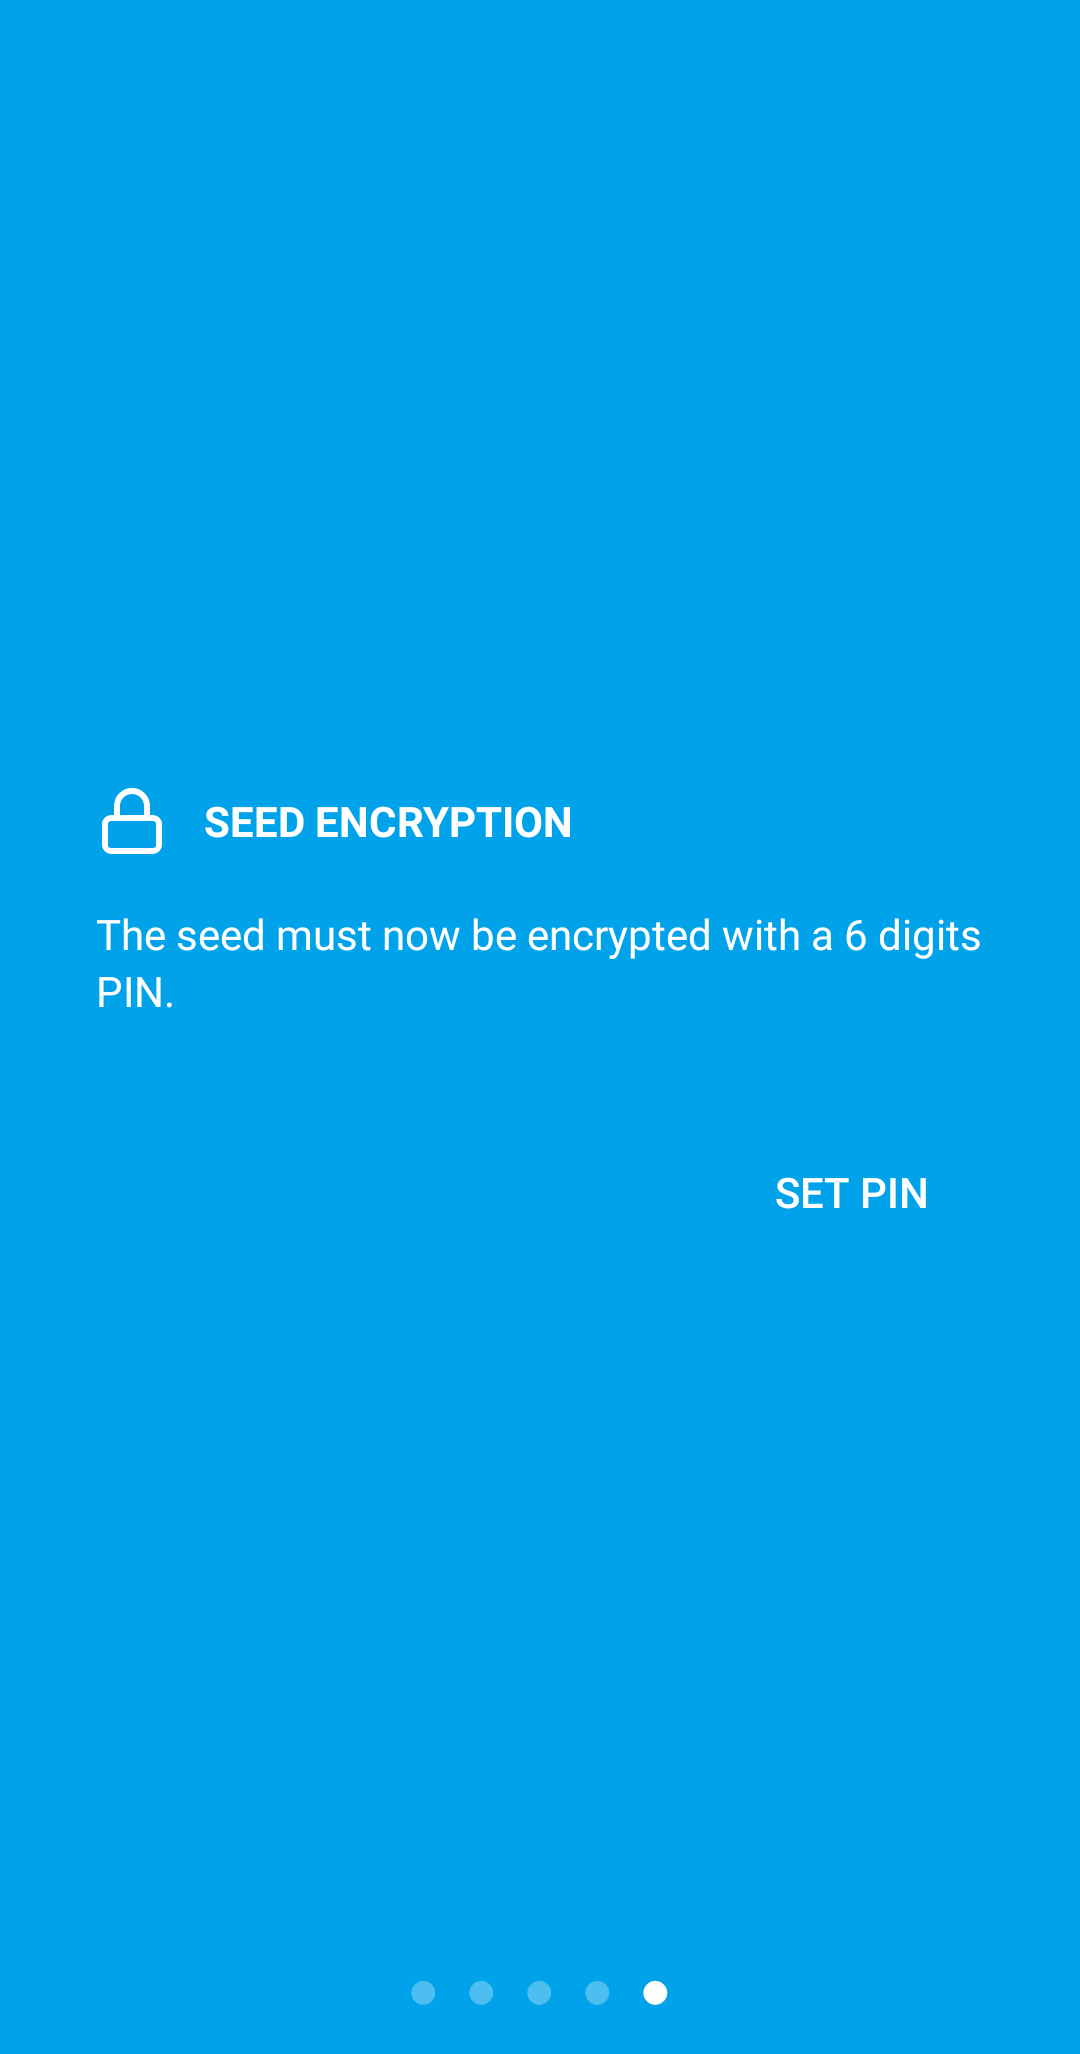 SEED ENCRYPTION
The seed must now be encrypted with a 6 digits
PIN.
SET PIN